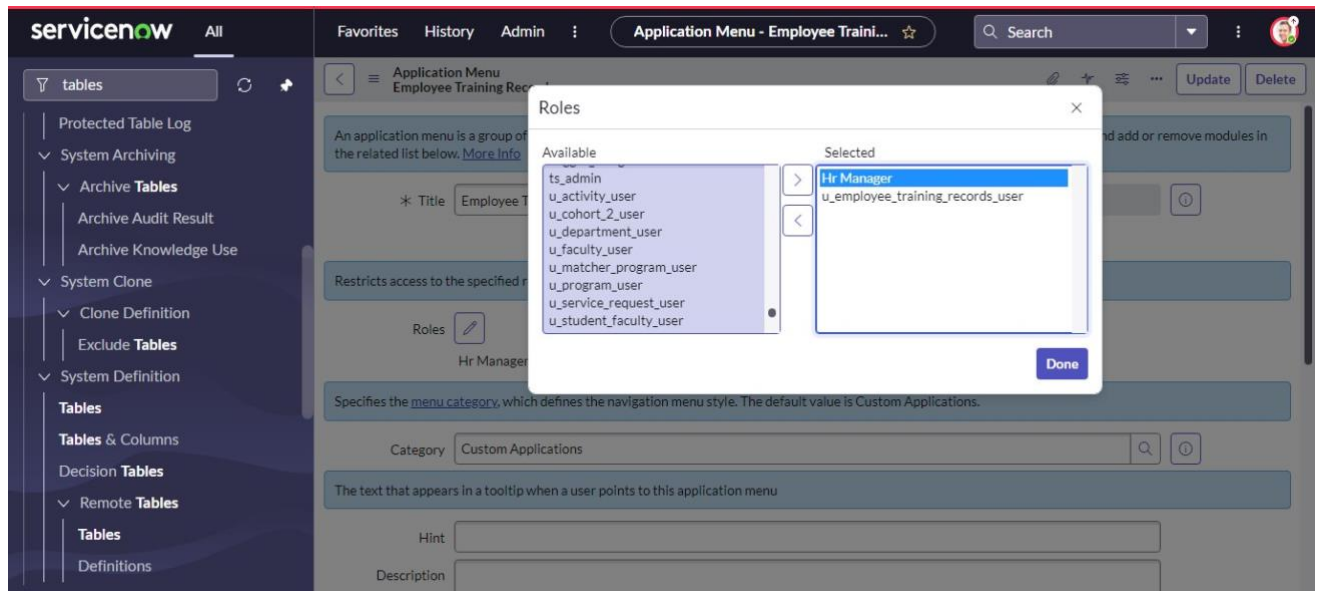 servicenow All Favorites History Admin Application Menu - Employee Traini... Search
tables
Protected Table Log
System Archiving
Archive Tables
Archive Audit Result
Archive Knowledge Use
System Clone
Clone Definition
Exclude Tables
System Definition
Tables
Tables & Columns
Decision Tables
Remote Tables
Tables
Definitions
Application Menu
Employee Training
Update Delete
An application menu is a group of
nd add or remove modules in
the related list below. More Info
* Title Employee T
Restricts access to the specified r
Roles
Hr Manager
Specifies the menu category, which defines the navigation menu style. The default value is Custom Applications.
Category Custom Applications
The text that appears in a tooltip when a user points to this application menu
Hint
Description
Roles
Available
ts_admin
u_activity_user
u_cohort_2_user
u_department_user
u_faculty_user
u_matcher_program_user
u_program_user
u_service_request_user
u_student_faculty_user
Selected
Hr Manager
u_employee_training_records_user
Done